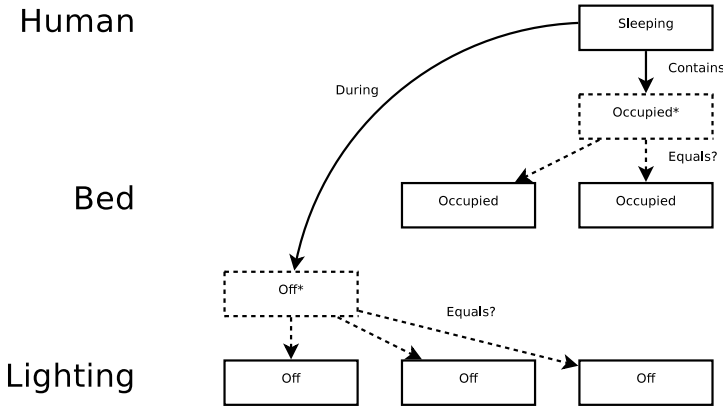 Human
Sleeping
Contains
During
Occupied*
Equals?
Bed
Occupied
Occupied
Off*
Equals?
Lighting
Off
Off
Off